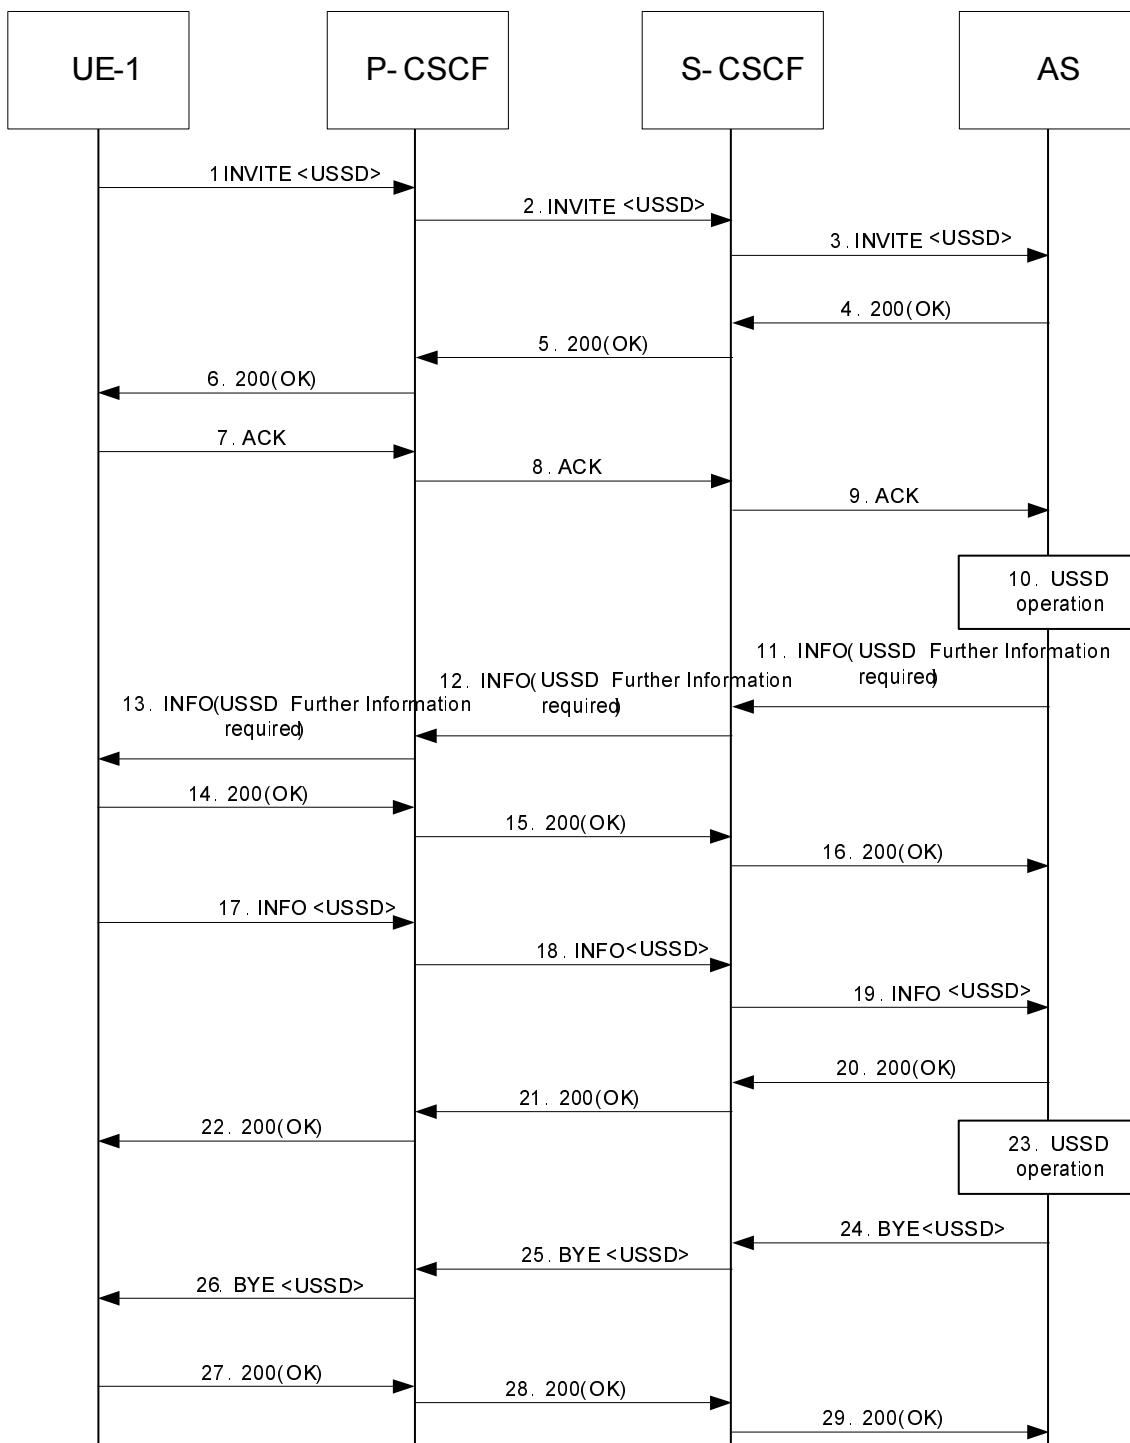 UE-1
P-CSCF
S-CSCF
AS
1 INVITE <USSD>
2. INVITE <USSD>
3. INVITE <USSD>
4. 200(OK)
5. 200(OK)
6. 200(OK)
7. ACK
8. ACK
9. ACK
10. USSD
operation
11. INFO( USSD Further Information
required)
12. INFO( USSD Further Information
required)
13. INFO(USSD Further Information
required)
14. 200(OK)
15. 200(OK)
16. 200(OK)
17. INFO <USSD>
18. INFO<USSD>
19. INFO <USSD>
20. 200(OK)
21. 200(OK)
22. 200(OK)
23. USSD
operation
24. BYE<USSD>
25. BYE <USSD>
26. BYE <USSD>
27. 200(OK)
28. 200(OK)
29. 200(OK)